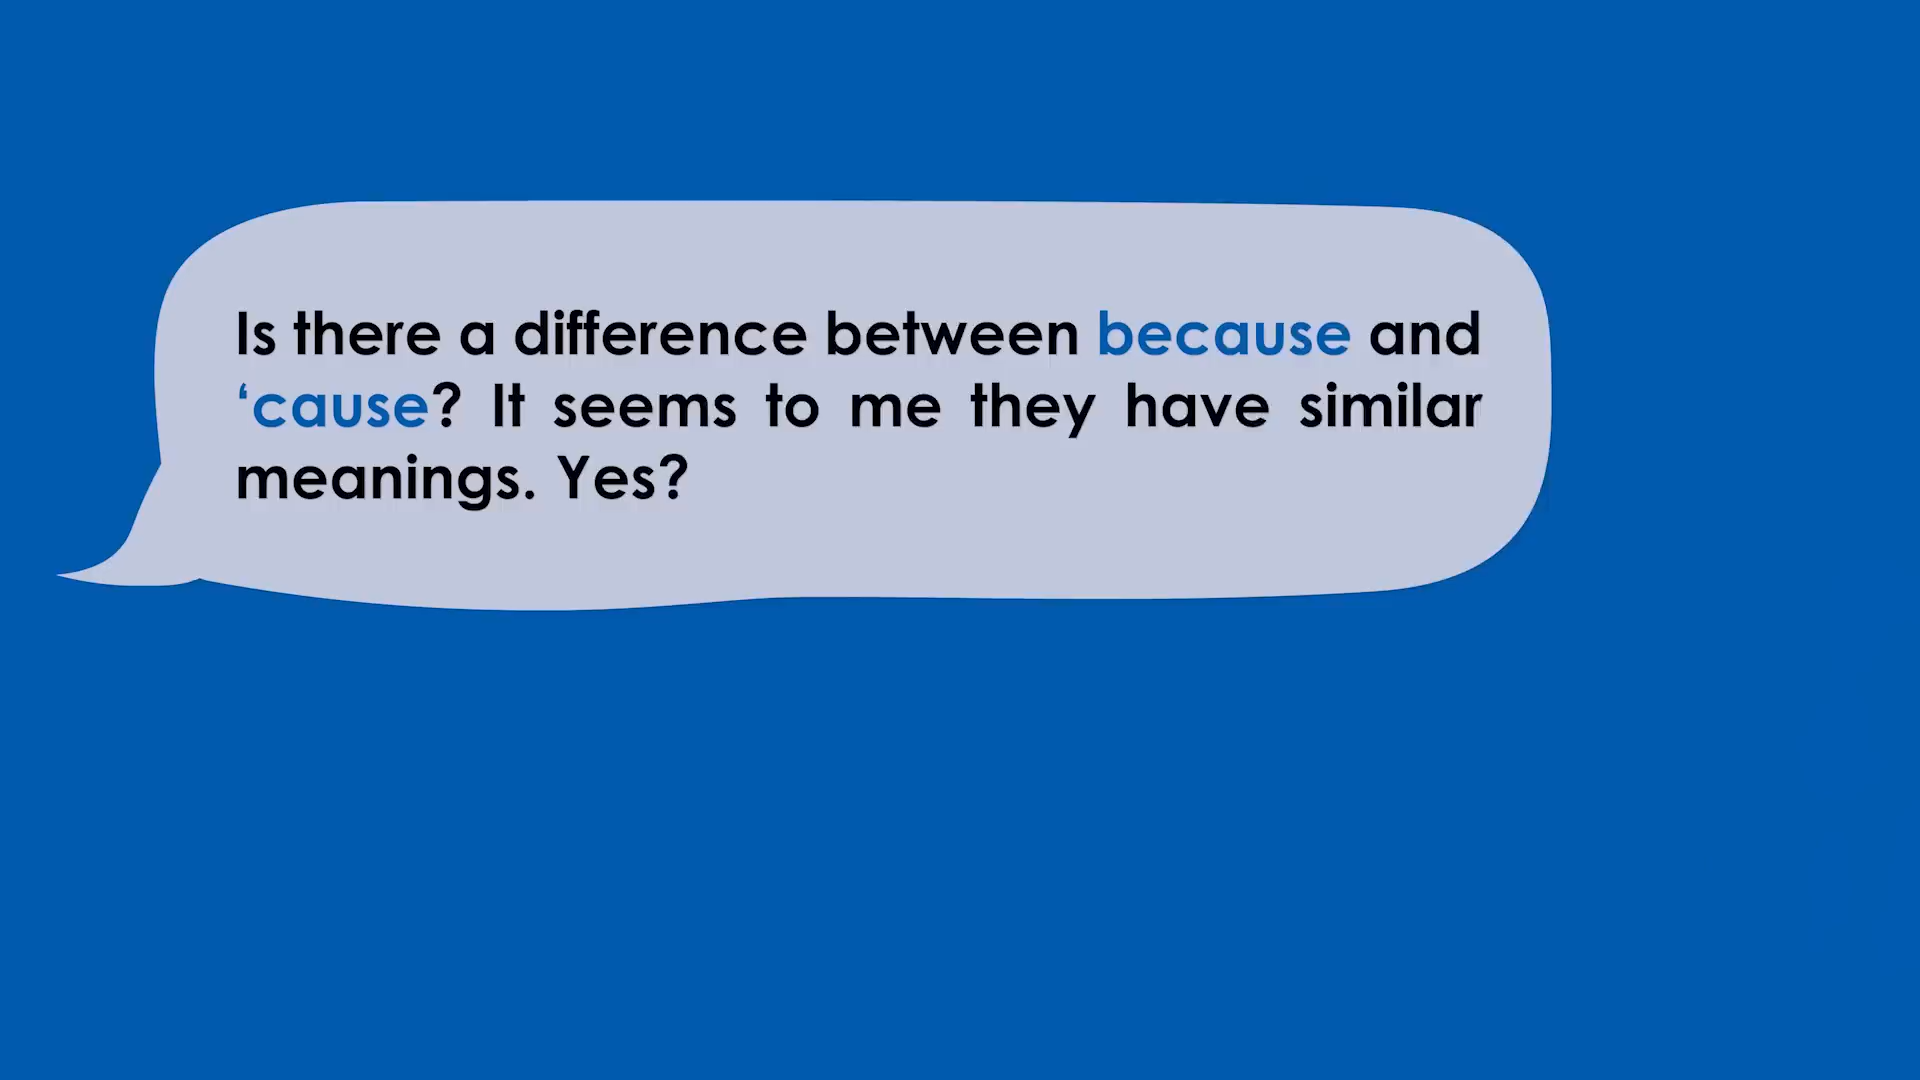 Is there a difference between because and
‘cause? It seems to me they have similar
meanings. Yes?